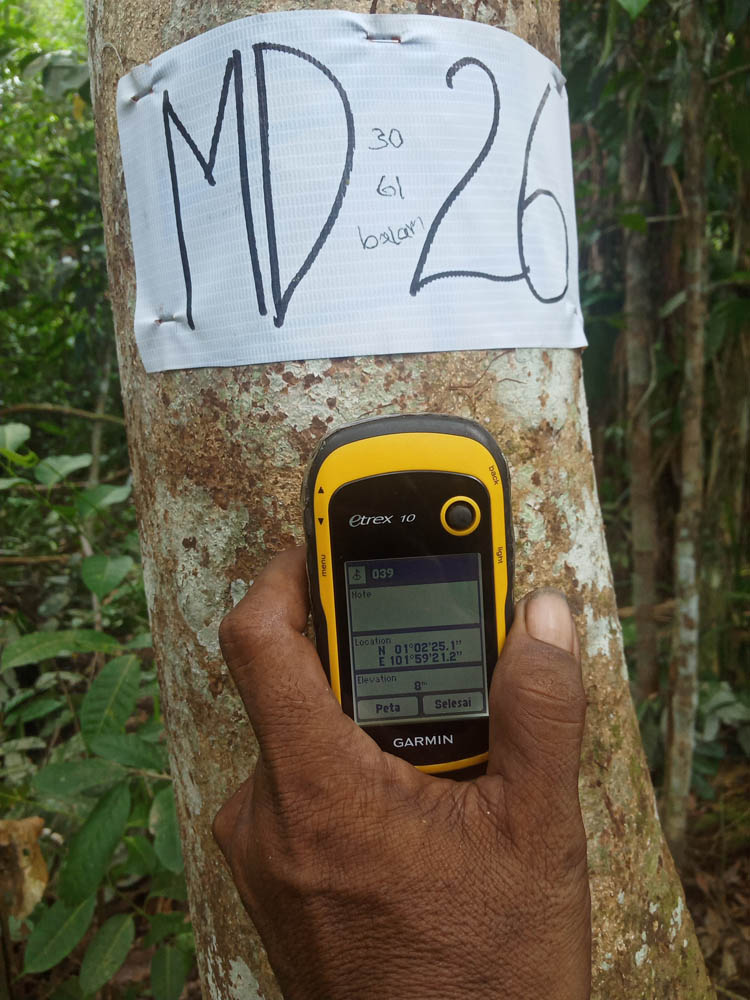 MD 26
30
61
balam
etrex 10
back
light
menu
039
Note
Location
N 01°02'25.1"
E 101°59'21.2"
Elevation
8m
Peta
Selesai
GARMIN